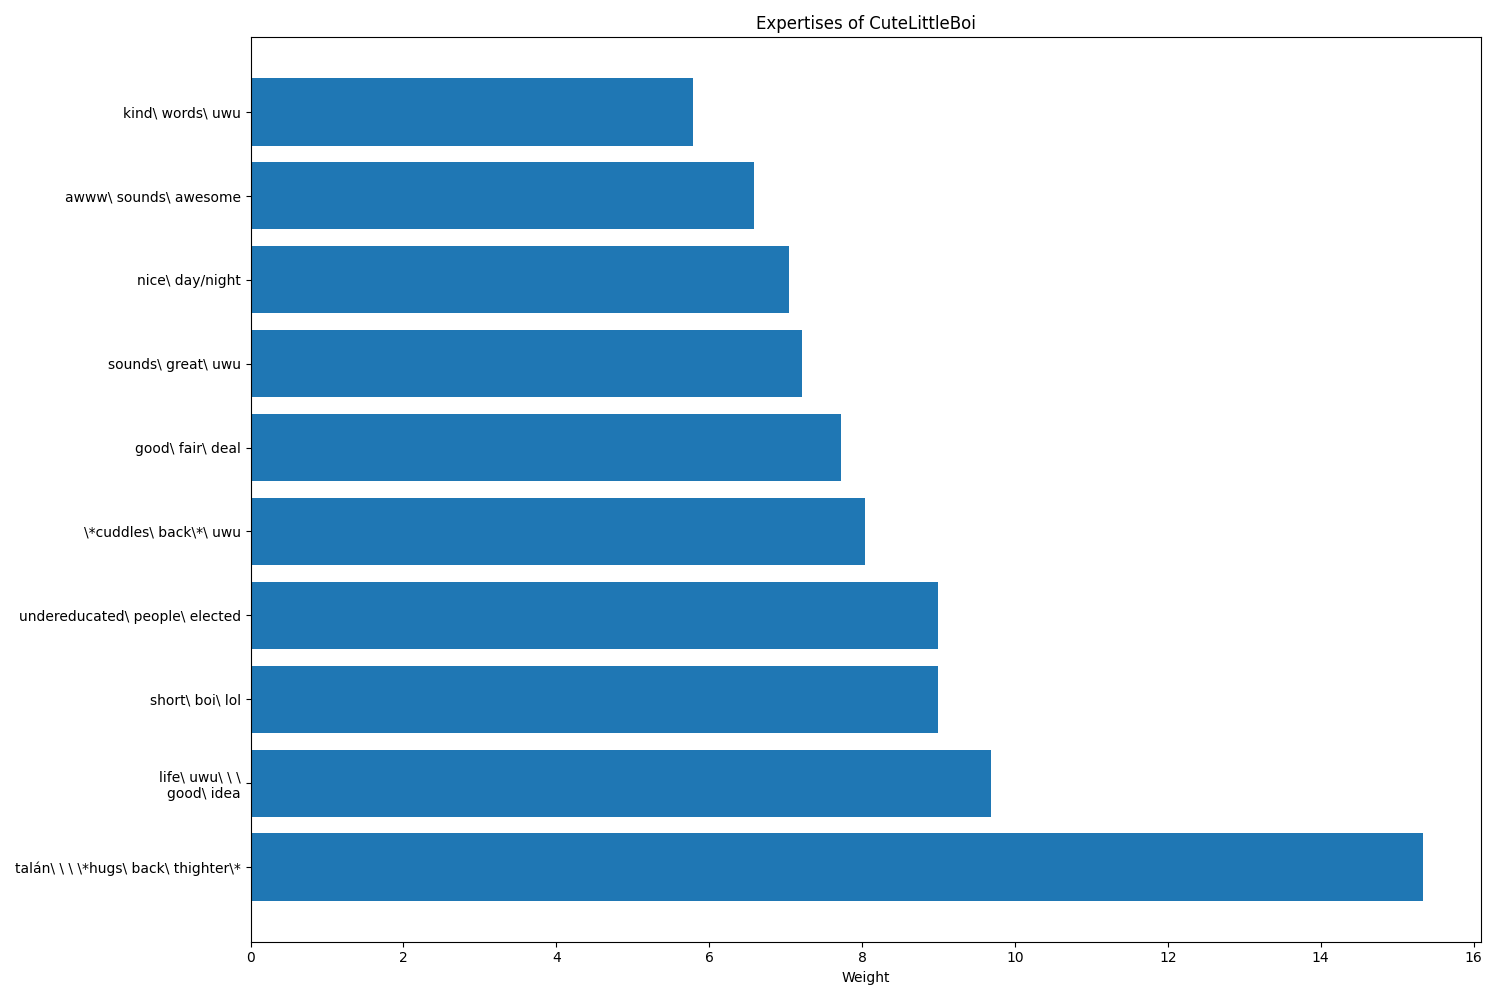 Expertises of CuteLittleBoi
kind\ words\ uwu
awww\ sounds\ awesome
nice\ day/night
sounds\ great\ uwu
good\ fair\ deal
\*cuddles\ back\*\ uwu
undereducated\ people\ elected
short\ boi\ lol
life\ uwu\ \ \
good\ idea
talán\ \ \ \*hugs\ back\ thighter\*
0 2 4 6 8 10 12 14 16
Weight